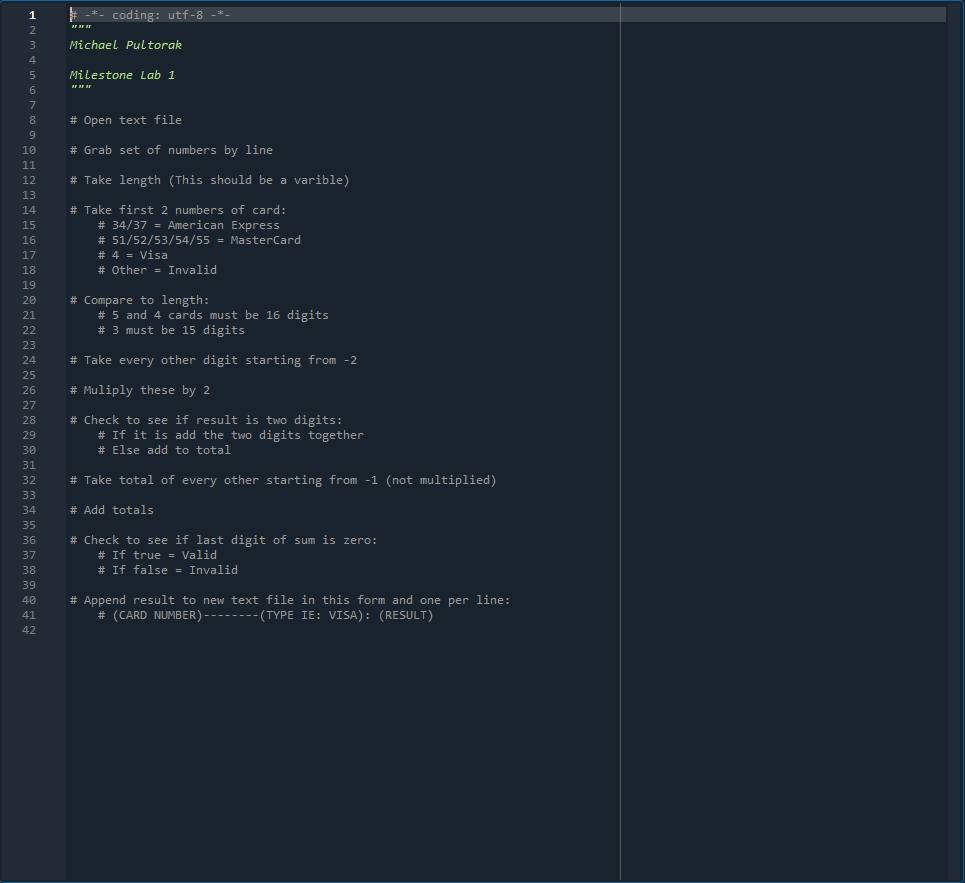 1 # -*- coding: utf-8 -*-
2 """
3 Michael Pultorak
4
5 Milestone Lab 1
6 """
7
8 # Open text file
9
10 # Grab set of numbers by line
11
12 # Take length (This should be a varible)
13
14 # Take first 2 numbers of card:
15     # 34/37 = American Express
16     # 51/52/53/54/55 = MasterCard
17     # 4 = Visa
18     # Other = Invalid
19
20 # Compare to length:
21     # 5 and 4 cards must be 16 digits
22     # 3 must be 15 digits
23
24 # Take every other digit starting from -2
25
26 # Muliply these by 2
27
28 # Check to see if result is two digits:
29     # If it is add the two digits together
30     # Else add to total
31
32 # Take total of every other starting from -1 (not multiplied)
33
34 # Add totals
35
36 # Check to see if last digit of sum is zero:
37     # If true = Valid
38     # If false = Invalid
39
40 # Append result to new text file in this form and one per line:
41     # (CARD NUMBER)--------(TYPE IE: VISA): (RESULT)
42